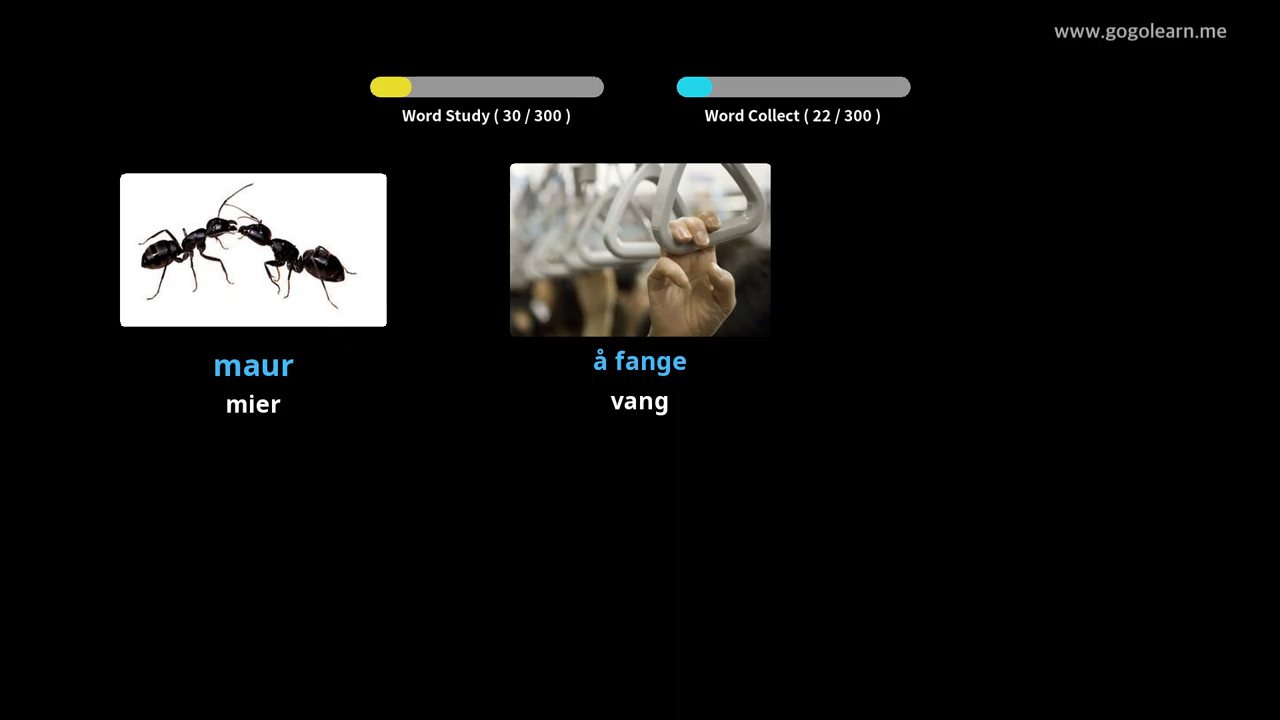 www.gogolearn.me
Word Study ( 30 / 300 )
Word Collect ( 22 / 300 )
maur
mier
å fange
vang